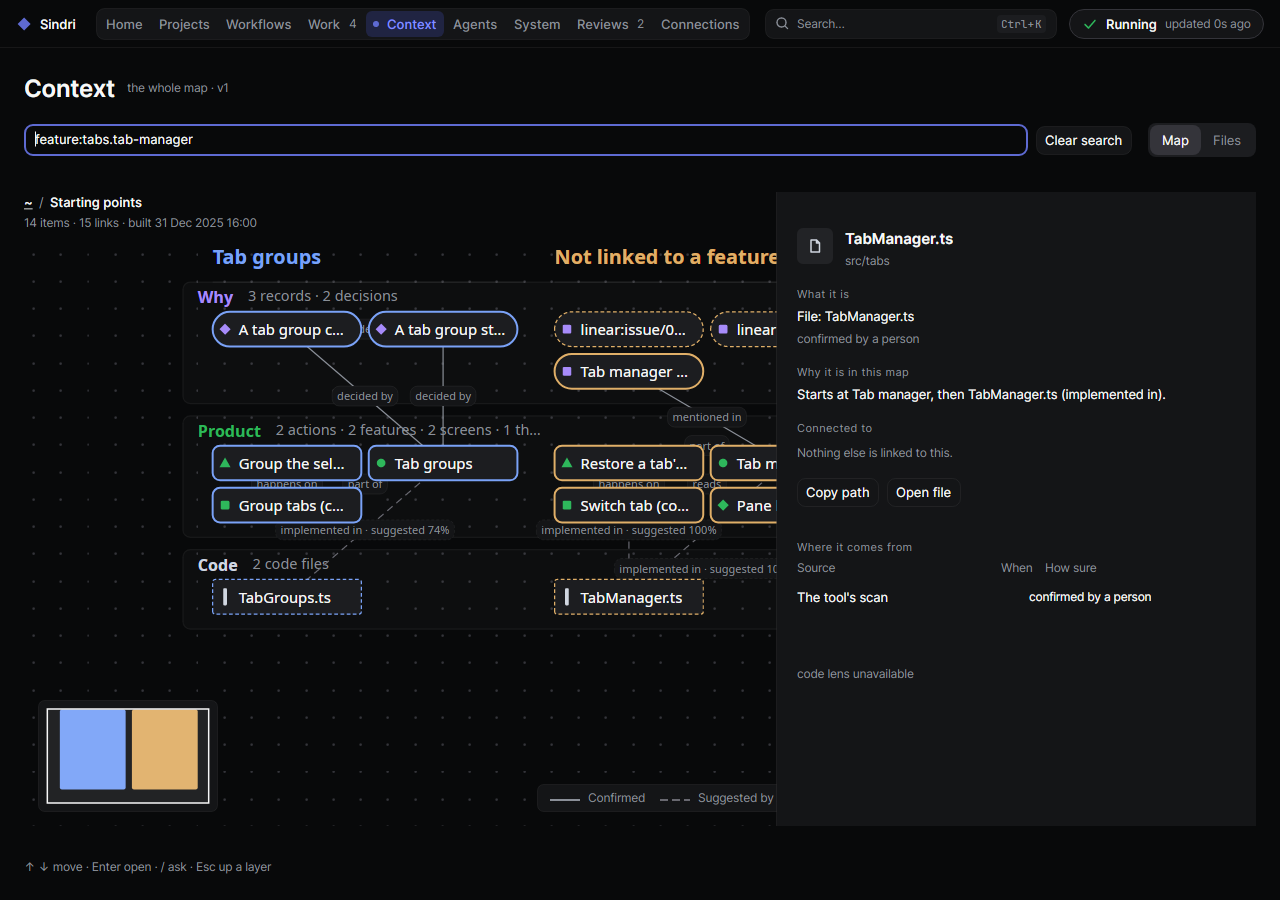 Sindri
Home Projects Workflows Work 4 Context Agents System Reviews 2 Connections
Search... Ctrl+K
Running updated 0s ago
Context the whole map · v1
feature:tabs.tab-manager
Clear search
Map Files
~ / Starting points
14 items · 15 links · built 31 Dec 2025 16:00
Tab groups Not linked to a feature
Why 3 records · 2 decisions
A tab group c... A tab group st... linear:issue/0... linear
Tab manager ...
decided by decided by
mentioned in
Product 2 actions · 2 features · 2 screens · 1 th...
part of
Group the sel... Tab groups Restore a tab'... Tab m
happens on part of happens on reads
Group tabs (c... Switch tab (co... Pane
implemented in · suggested 74% implemented in · suggested 100%
Code 2 code files
implemented in · suggested 10
TabGroups.ts TabManager.ts
Confirmed Suggested by
TabManager.ts
src/tabs
What it is
File: TabManager.ts
confirmed by a person
Why it is in this map
Starts at Tab manager, then TabManager.ts (implemented in).
Connected to
Nothing else is linked to this.
Copy path Open file
Where it comes from
Source When How sure
The tool's scan confirmed by a person
code lens unavailable
↑ ↓ move · Enter open · / ask · Esc up a layer